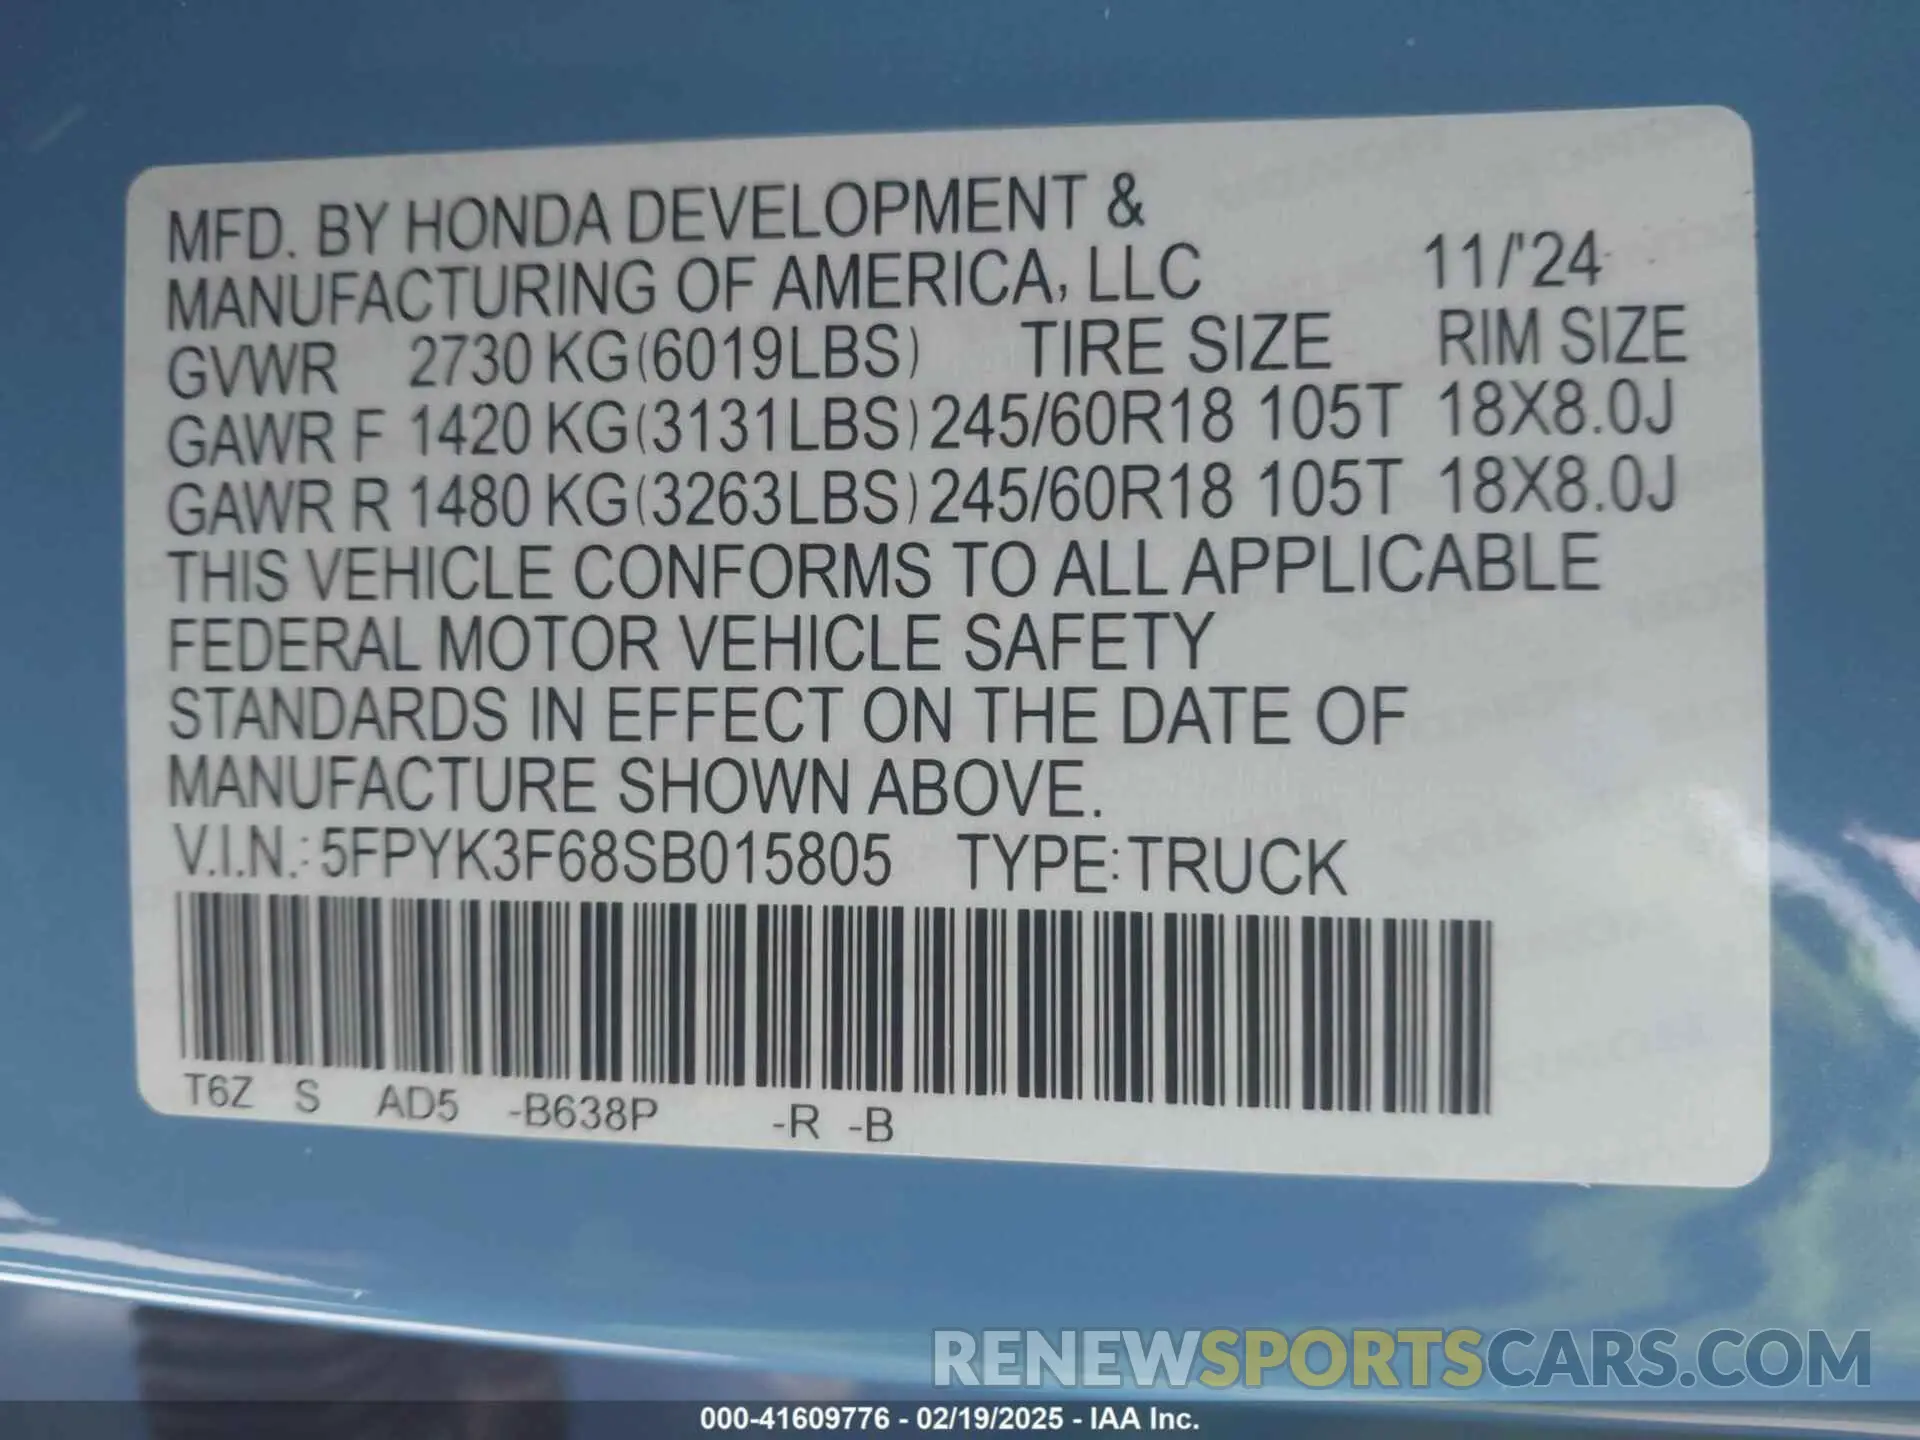 MFD. BY HONDA DEVELOPMENT &
MANUFACTURING OF AMERICA, LLC 11/'24
GVWR 2730 KG(6019LBS) TIRE SIZE RIM SIZE
GAWR F 1420 KG(3131LBS) 245/60R18 105T 18X8.0J
GAWR R 1480 KG(3263LBS) 245/60R18 105T 18X8.0J
THIS VEHICLE CONFORMS TO ALL APPLICABLE
FEDERAL MOTOR VEHICLE SAFETY
STANDARDS IN EFFECT ON THE DATE OF
MANUFACTURE SHOWN ABOVE.
V.I.N.: 5FPYK3F68SB015805 TYPE: TRUCK
T6Z S AD5 -B638P -R -B
RENEWSPORTSCARS.COM
000-41609776 - 02/19/2025 - IAA Inc.